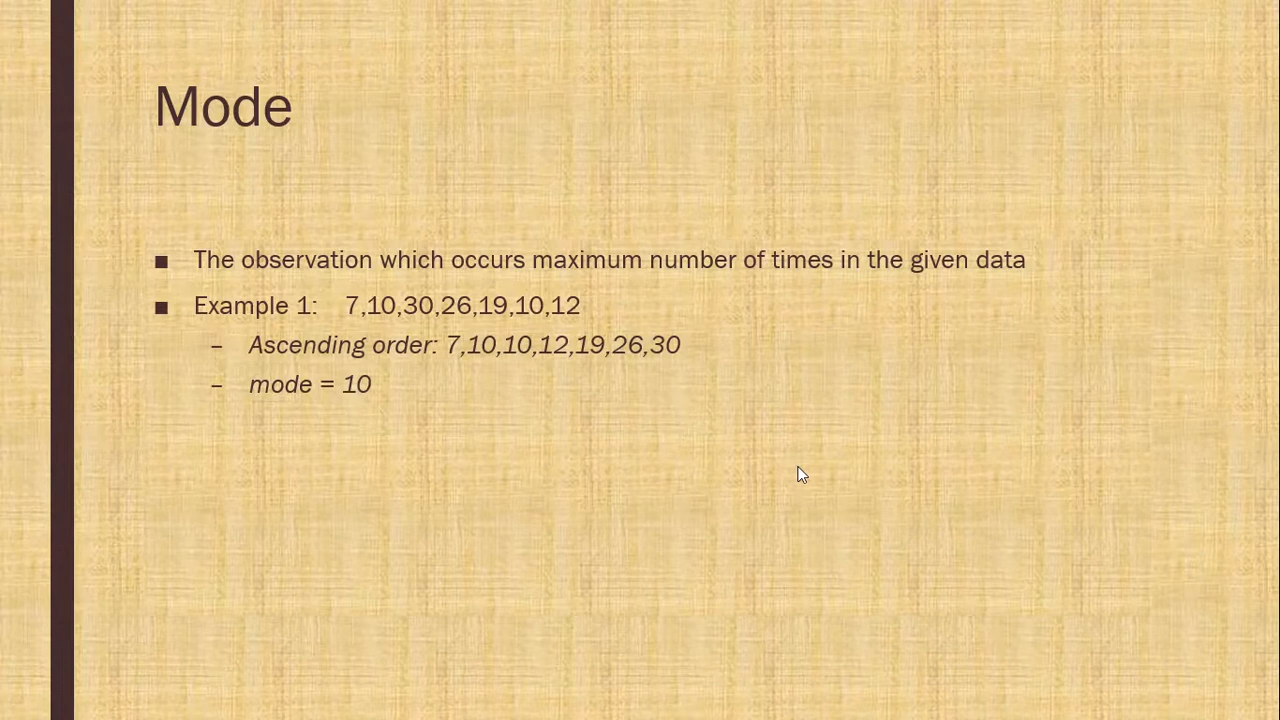 Mode
■ The observation which occurs maximum number of times in the given data
■ Example 1: 7,10,30,26,19,10,12
– Ascending order: 7,10,10,12,19,26,30
– mode = 10